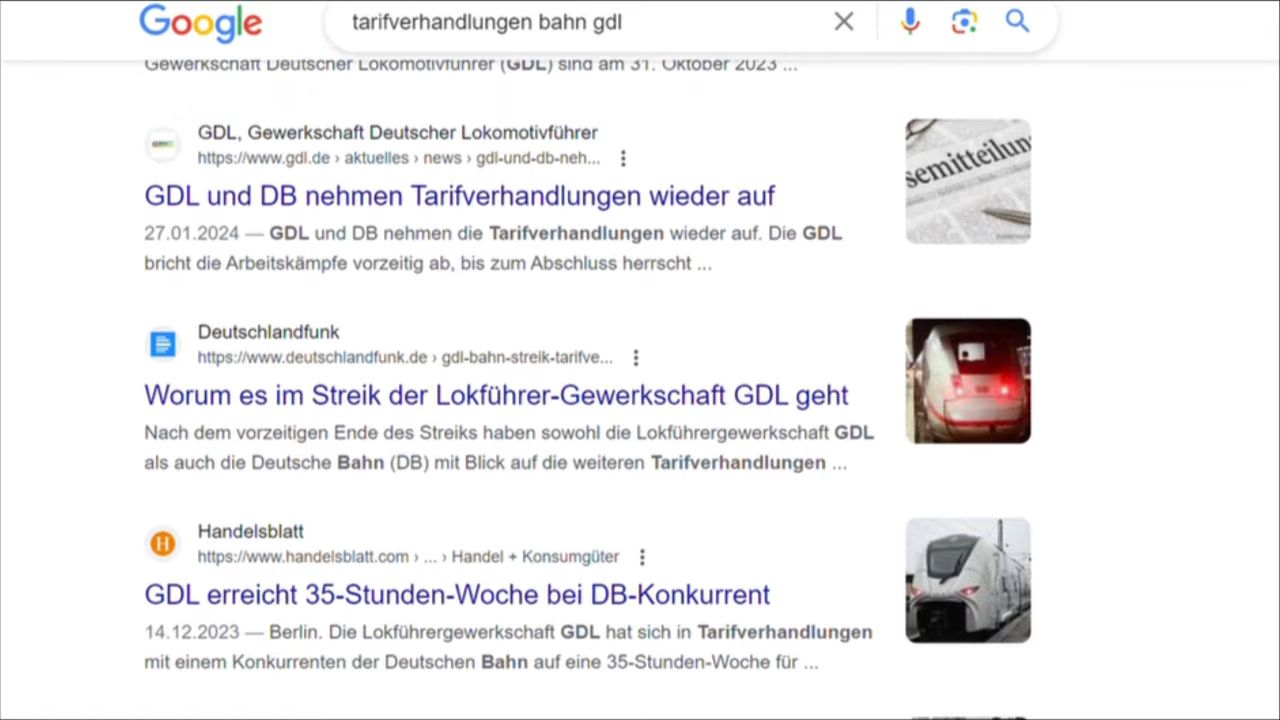 Google
tarifverhandlungen bahn gdl
Gewerkschaft Deutscher Lokomotivführer (GDL) sind am 31. Oktober 2023 ...
GDL, Gewerkschaft Deutscher Lokomotivführer
https://www.gdl.de › aktuelles › news › gdl-und-db-neh...
GDL und DB nehmen Tarifverhandlungen wieder auf
27.01.2024 — GDL und DB nehmen die Tarifverhandlungen wieder auf. Die GDL
bricht die Arbeitskämpfe vorzeitig ab, bis zum Abschluss herrscht ...
semitteilun
Deutschlandfunk
https://www.deutschlandfunk.de › gdl-bahn-streik-tarifve...
Worum es im Streik der Lokführer-Gewerkschaft GDL geht
Nach dem vorzeitigen Ende des Streiks haben sowohl die Lokführergewerkschaft GDL
als auch die Deutsche Bahn (DB) mit Blick auf die weiteren Tarifverhandlungen ...
H
Handelsblatt
https://www.handelsblatt.com › ... › Handel + Konsumgüter
GDL erreicht 35-Stunden-Woche bei DB-Konkurrent
14.12.2023 — Berlin. Die Lokführergewerkschaft GDL hat sich in Tarifverhandlungen
mit einem Konkurrenten der Deutschen Bahn auf eine 35-Stunden-Woche für ...